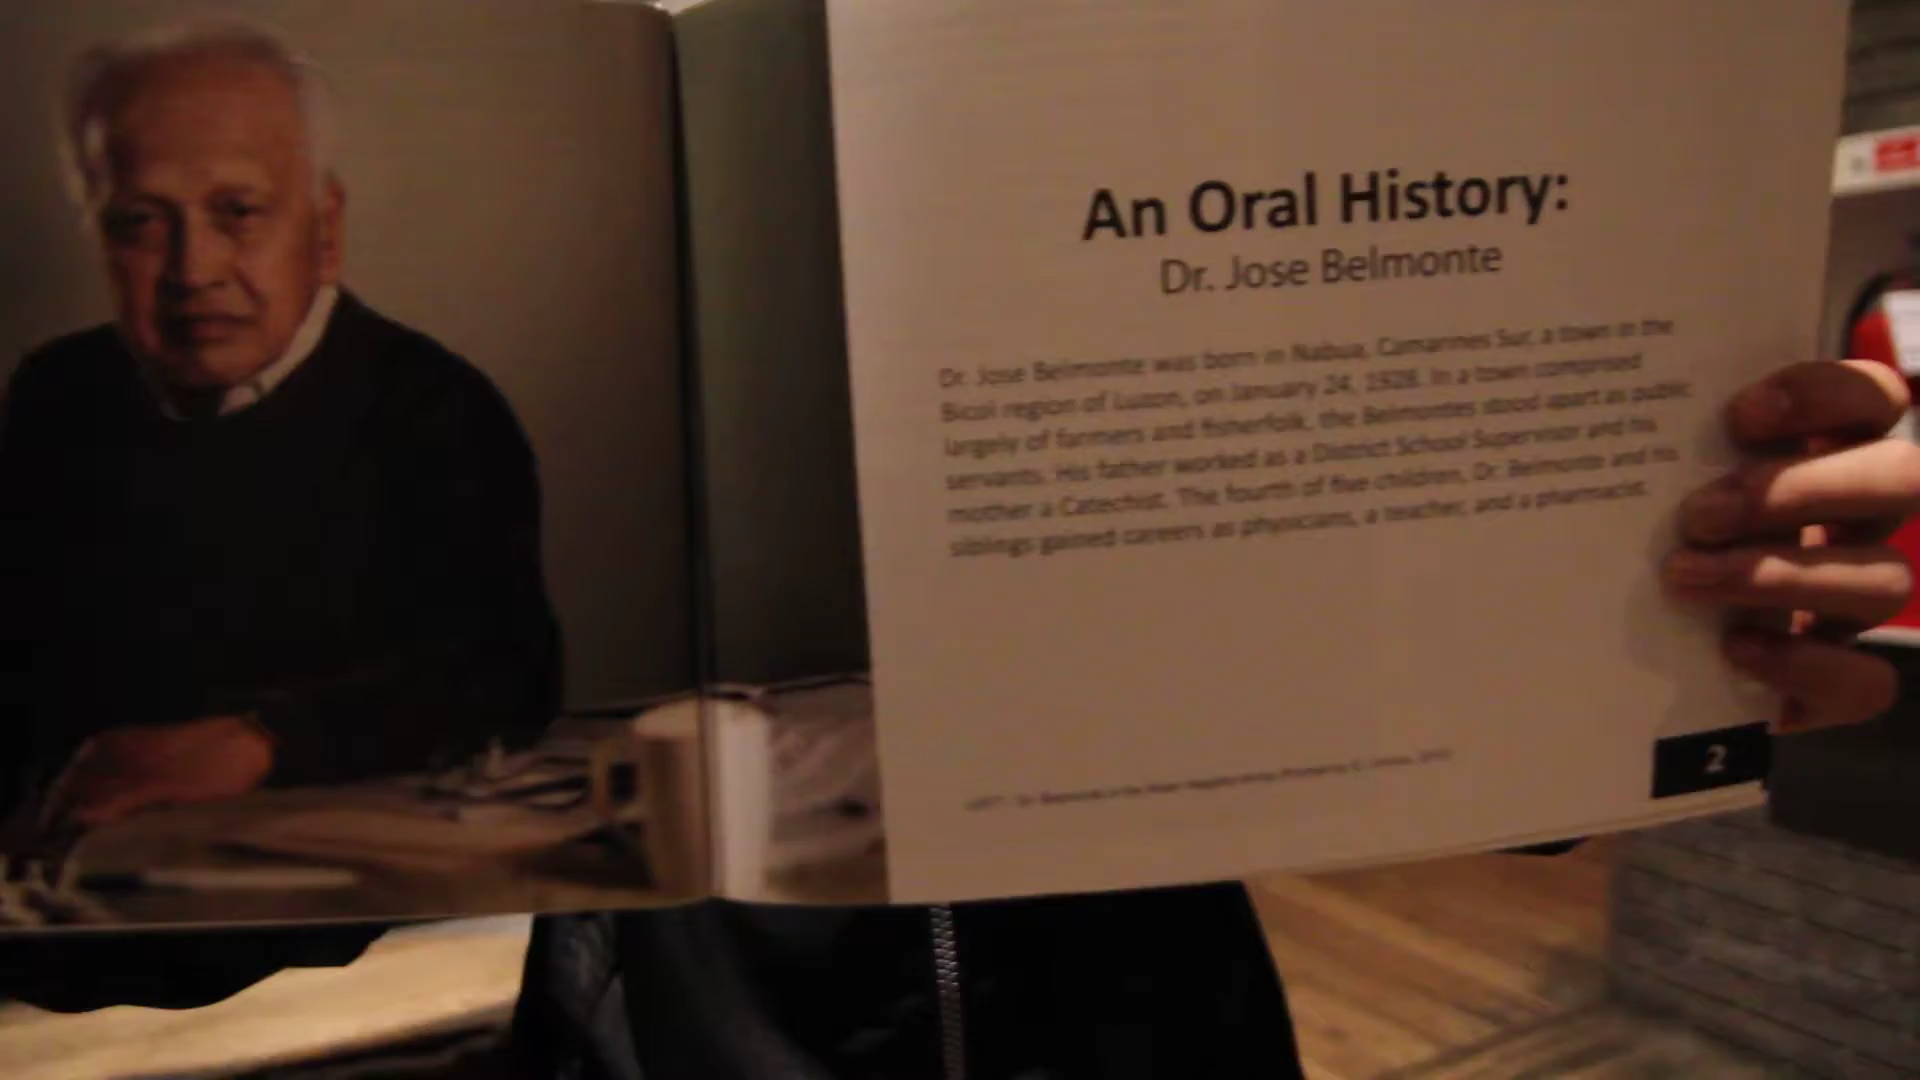 An Oral History:
Dr. Jose Belmonte
Dr. Jose Belmonte was born in Nabua, Camarines Sur, a town in the
Bicol region of Luzon, on January 24, 1928. In a town comprised
largely of farmers and fisherfolk, the Belmontes stood apart as public
servants. His father worked as a District School Supervisor and his
mother a Catechist. The fourth of five children, Dr. Belmonte and his
siblings gained careers as physicians, a teacher, and a pharmacist.
2